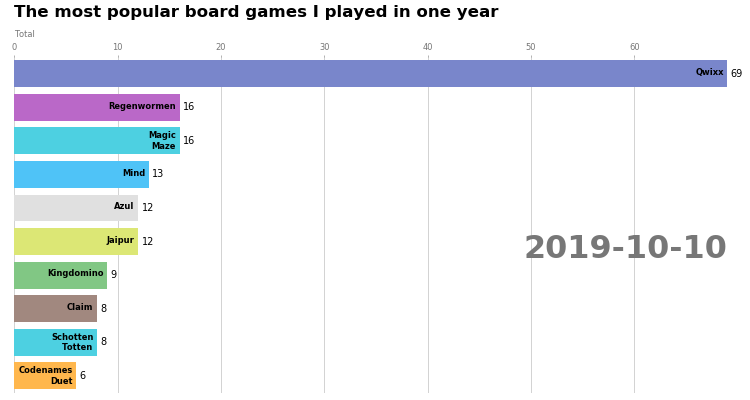 The most popular board games I played in one year
Total
0 10 20 30 40 50 60
Qwixx 69
Regenwormen 16
Magic
Maze 16
Mind 13
Azul 12
Jaipur 12
2019-10-10
Kingdomino 9
Claim 8
Schotten
Totten 8
Codenames
Duet 6